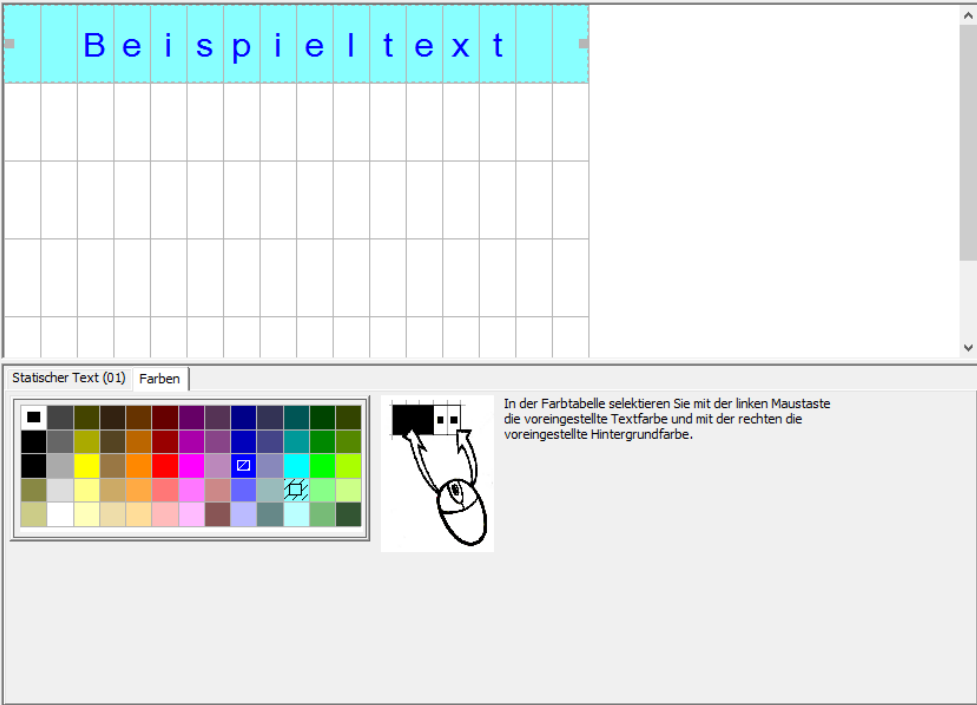 Beispieltext
Statischer Text (01) Farben
In der Farbtabelle selektieren Sie mit der linken Maustaste
die voreingestellte Textfarbe und mit der rechten die
voreingestellte Hintergrundfarbe.